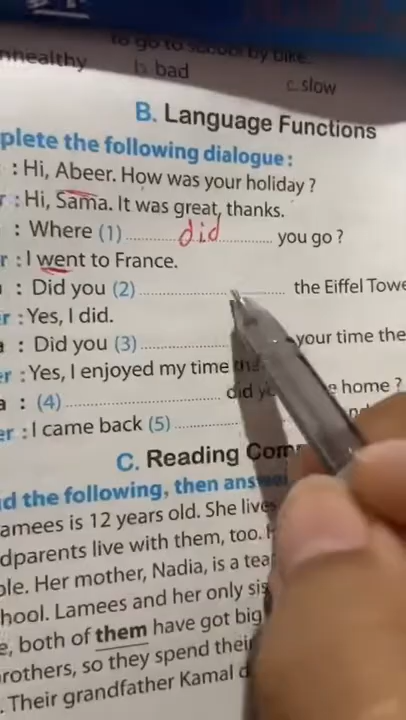 to go to school by bike.
nhealthy b. bad c. slow
B. Language Functions
plete the following dialogue :
: Hi, Abeer. How was your holiday ?
r : Hi, Sama. It was great, thanks.
: Where (1) did you go ?
r : I went to France.
: Did you (2) the Eiffel Towe
r : Yes, I did.
a : Did you (3) your time the
er : Yes, I enjoyed my time
a : (4) did e home ?
er : I came back (5)
C. Reading Com
d the following, then answ
amees is 12 years old. She lives
dparents live with them, too.
ole. Her mother, Nadia, is a tea
hool. Lamees and her only sis
e, both of them have got big
rothers, so they spend their
. Their grandfather Kamal d